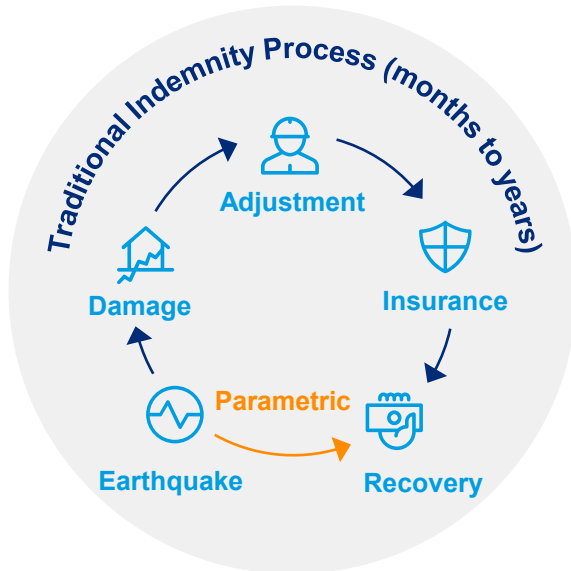 Traditional Indemnity Process (months to years)
Adjustment
Damage
Insurance
Parametric
Earthquake
Recovery